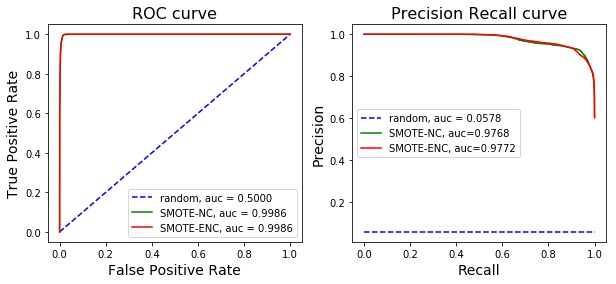 ROC curve
True Positive Rate
1.0
0.8
0.6
0.4
0.2
0.0
random, auc = 0.5000
SMOTE-NC, auc = 0.9986
SMOTE-ENC, auc = 0.9986
0.0 0.2 0.4 0.6 0.8 1.0
False Positive Rate
Precision Recall curve
Precision
1.0
0.8
0.6
0.4
0.2
random, auc = 0.0578
SMOTE-NC, auc=0.9768
SMOTE-ENC, auc=0.9772
0.0 0.2 0.4 0.6 0.8 1.0
Recall